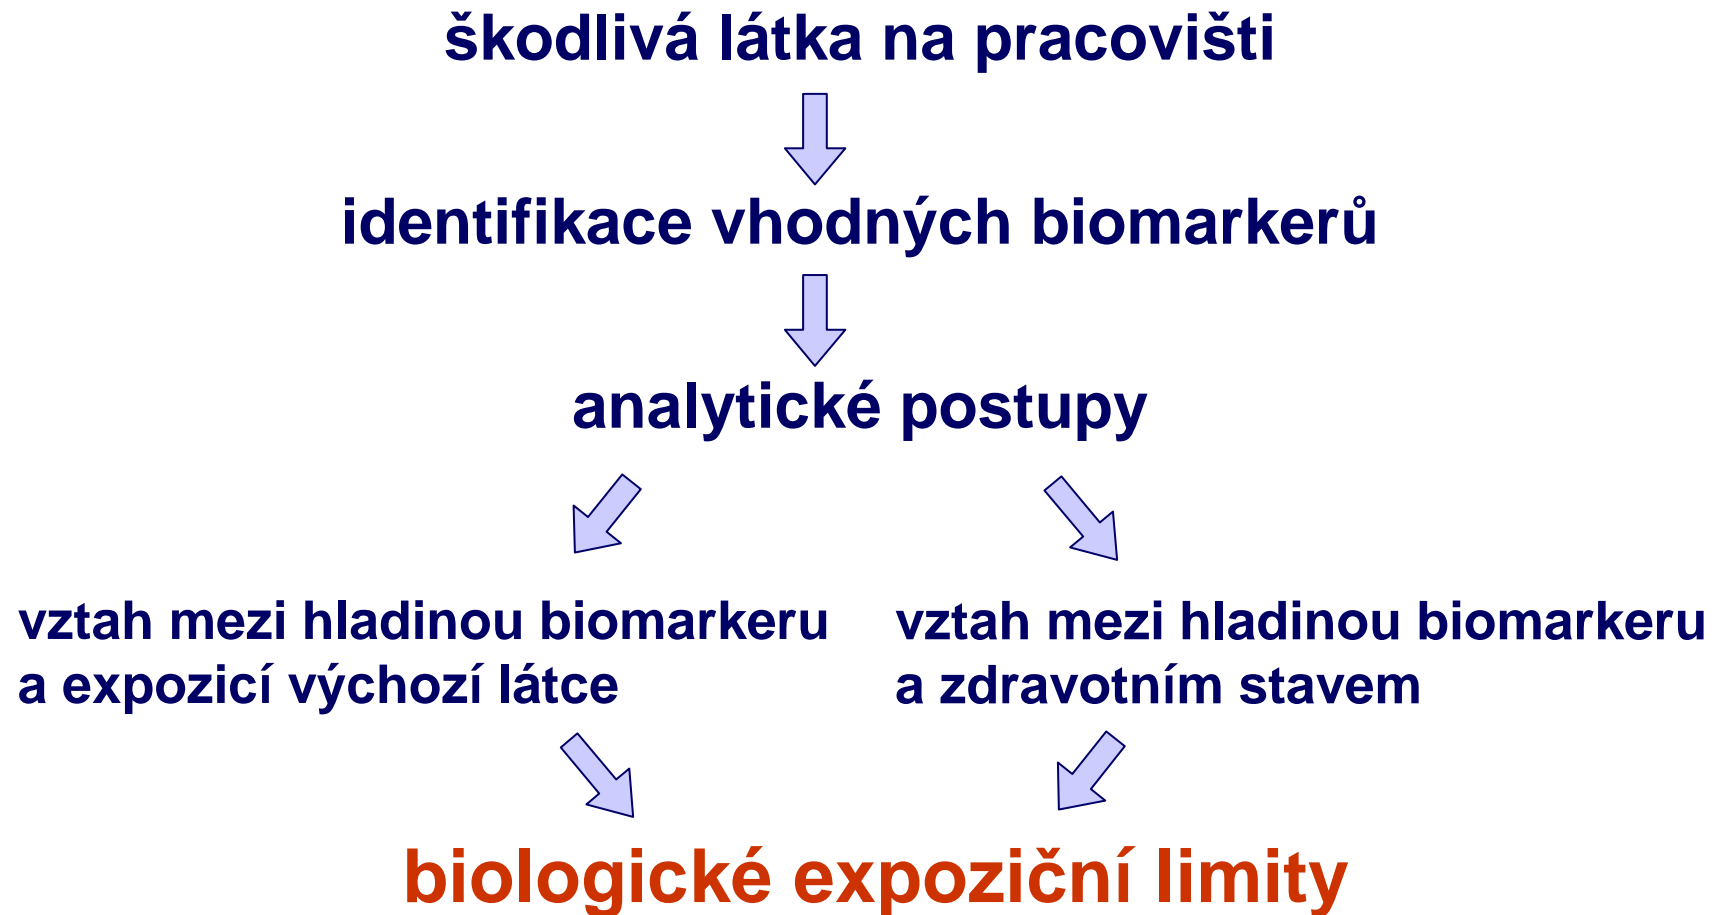 škodlivá látka na pracovišti
identifikace vhodných biomarkerů
analytické postupy
vztah mezi hladinou biomarkeru
a expozicí výchozí látce
vztah mezi hladinou biomarkeru
a zdravotním stavem
biologické expoziční limity